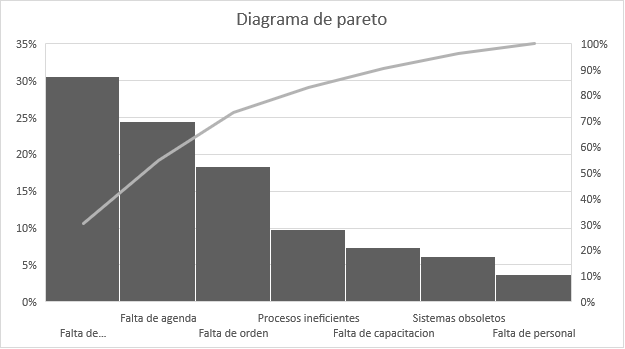 Diagrama de pareto
35%
30%
25%
20%
15%
10%
5%
0%
100%
90%
80%
70%
60%
50%
40%
30%
20%
10%
0%
Falta de...
Falta de agenda
Falta de orden
Procesos ineficientes
Falta de capacitacion
Sistemas obsoletos
Falta de personal